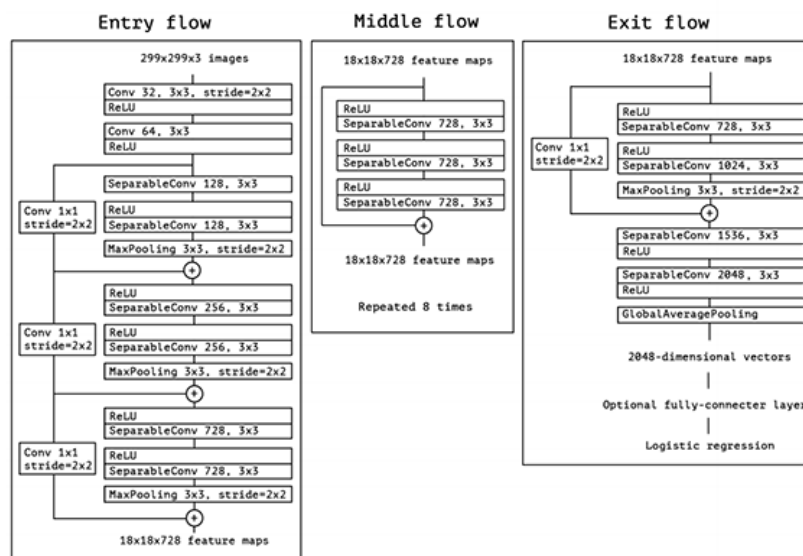 Entry flow
299x299x3 images
Conv 32, 3x3, stride=2x2
ReLU
Conv 64, 3x3
ReLU
Conv 1x1
stride=2x2
SeparableConv 128, 3x3
ReLU
SeparableConv 128, 3x3
MaxPooling 3x3, stride=2x2
+
Conv 1x1
stride=2x2
ReLU
SeparableConv 256, 3x3
ReLU
SeparableConv 256, 3x3
MaxPooling 3x3, stride=2x2
+
Conv 1x1
stride=2x2
ReLU
SeparableConv 728, 3x3
ReLU
SeparableConv 728, 3x3
MaxPooling 3x3, stride=2x2
+
18x18x728 feature maps
Middle flow
18x18x728 feature maps
ReLU
SeparableConv 728, 3x3
ReLU
SeparableConv 728, 3x3
ReLU
SeparableConv 728, 3x3
+
18x18x728 feature maps
Repeated 8 times
Exit flow
18x18x728 feature maps
Conv 1x1
stride=2x2
ReLU
SeparableConv 728, 3x3
ReLU
SeparableConv 1024, 3x3
MaxPooling 3x3, stride=2x2
+
SeparableConv 1536, 3x3
ReLU
SeparableConv 2048, 3x3
ReLU
GlobalAveragePooling
2048-dimensional vectors
Optional fully-connecter layer
Logistic regression